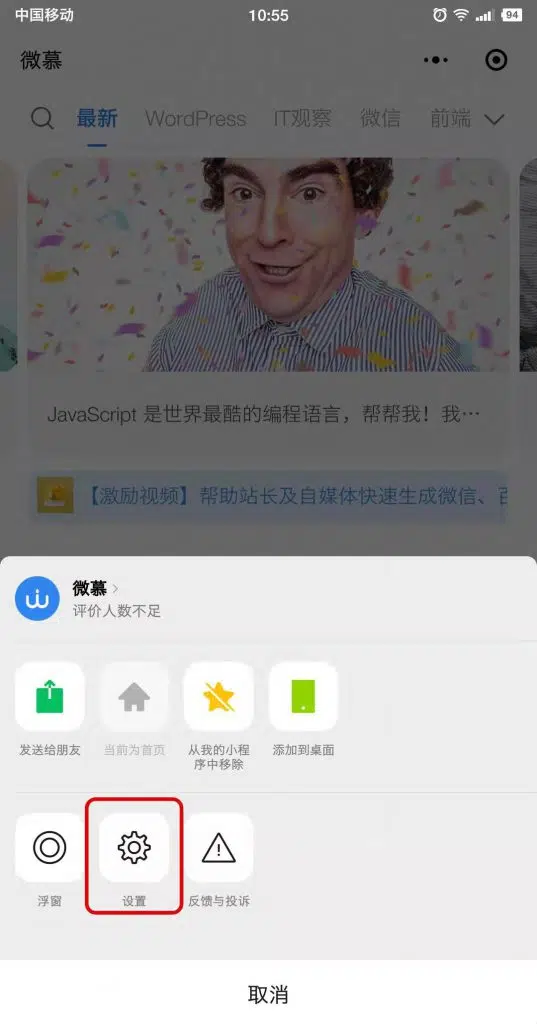 中国移动
10:55
94
微慕
最新
WordPress
IT观察
微信
前端
JavaScript 是世界最酷的编程语言，帮帮我！我…
【激励视频】帮助站长及自媒体快速生成微信、百
微慕
评价人数不足
发送给朋友
当前为首页
从我的小程
序中移除
添加到桌面
浮窗
设置
反馈与投诉
取消